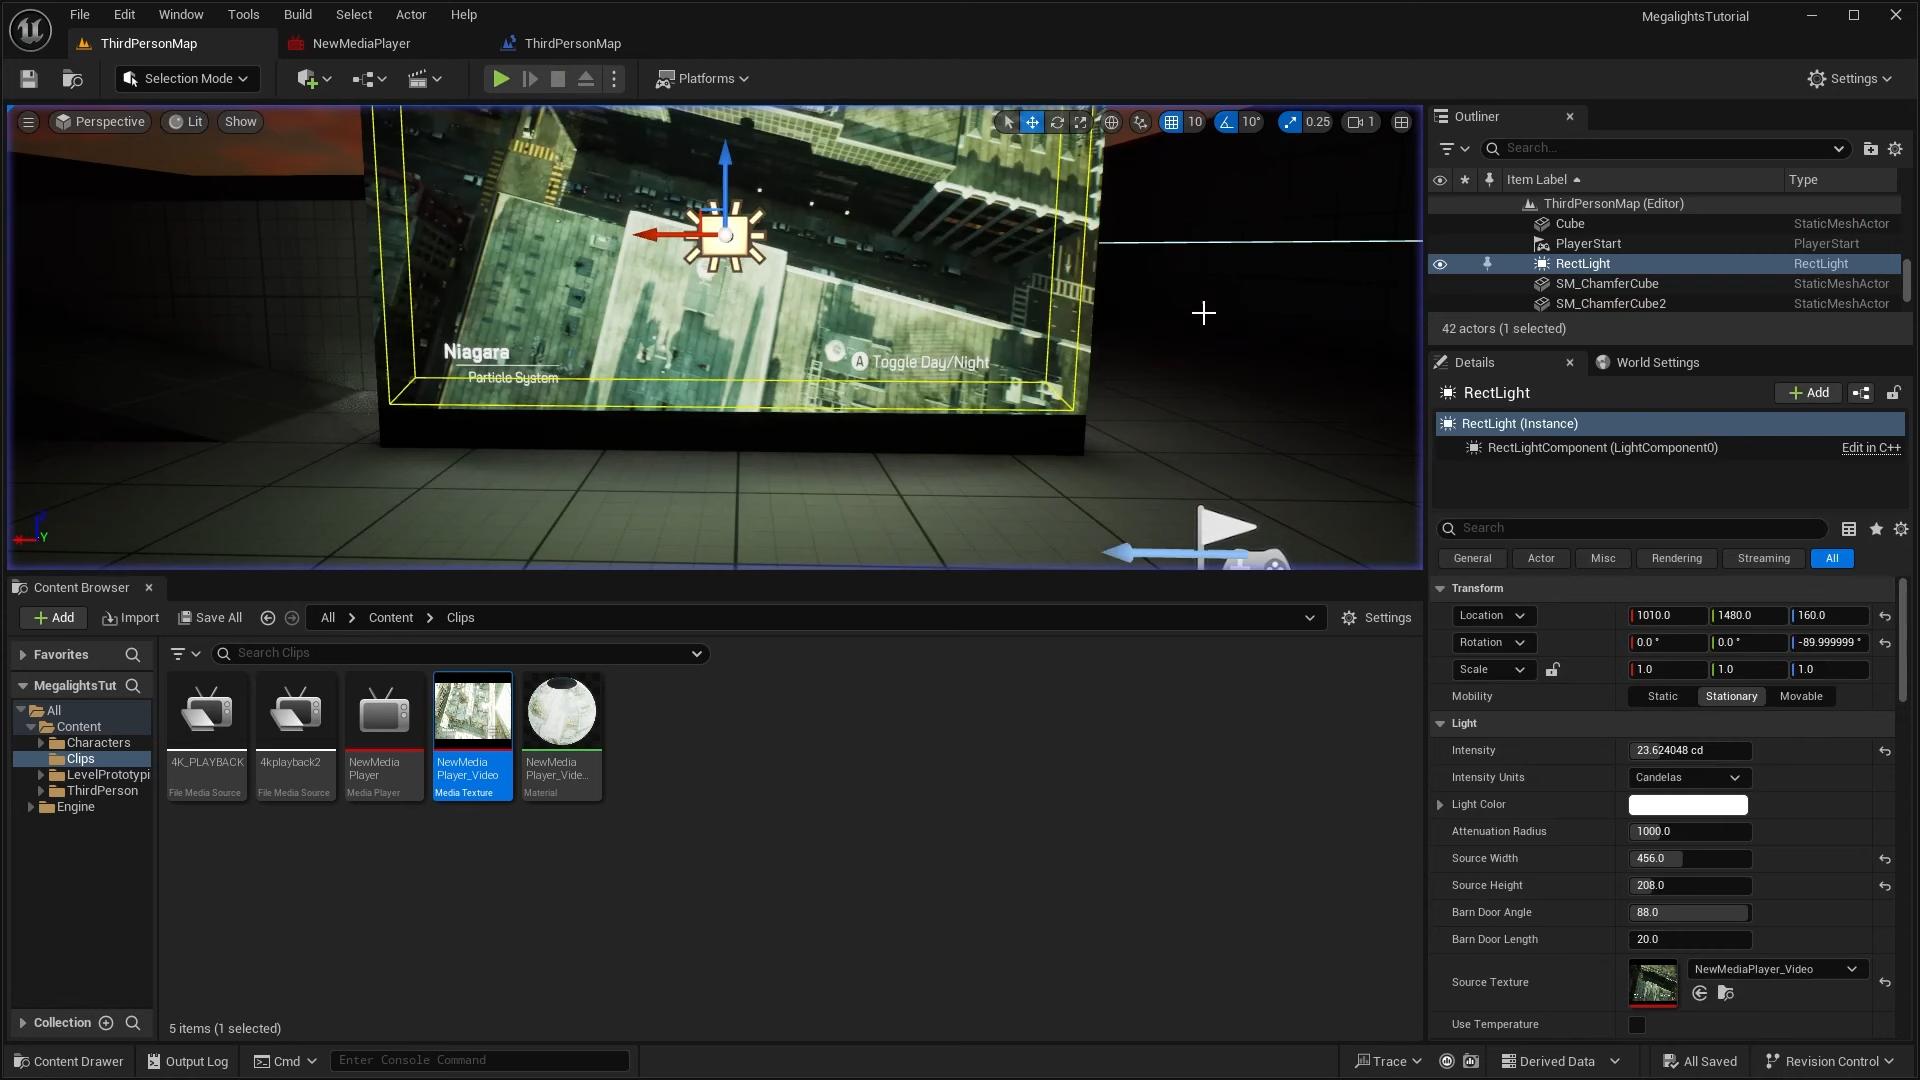 File Edit Window Tools Build Select Actor Help
MegalightsTutorial
ThirdPersonMap NewMediaPlayer ThirdPersonMap
Selection Mode Platforms Settings
Perspective Lit Show 10 10° 0.25 1
Niagara
Particle System
A Toggle Day/Night
Y
Outliner
Search...
Item Label Type
ThirdPersonMap (Editor)
Cube StaticMeshActor
PlayerStart PlayerStart
RectLight RectLight
SM_ChamferCube StaticMeshActor
SM_ChamferCube2 StaticMeshActor
42 actors (1 selected)
Details World Settings
RectLight Add
RectLight (Instance)
RectLightComponent (LightComponent0) Edit in C++
Search
General Actor Misc Rendering Streaming All
Transform
Location 1010.0 1480.0 160.0
Rotation 0.0 ° 0.0 ° -89.999999 °
Scale 1.0 1.0 1.0
Mobility Static Stationary Movable
Light
Intensity 23.624048 cd
Intensity Units Candelas
Light Color
Attenuation Radius 1000.0
Source Width 456.0
Source Height 208.0
Barn Door Angle 88.0
Barn Door Length 20.0
Source Texture NewMediaPlayer_Video
Use Temperature
Content Browser
Add Import Save All All Content Clips Settings
Favorites
Search Clips
MegalightsTut
All
Content
Characters
Clips
LevelPrototypi
ThirdPerson
Engine
Collection
4K_PLAYBACK
File Media Source
4kplayback2
File Media Source
NewMedia
Player
Media Player
NewMedia
Player_Video
Media Texture
NewMedia
Player_Vide...
Material
5 items (1 selected)
Content Drawer Output Log Cmd Enter Console Command Trace Derived Data All Saved Revision Control